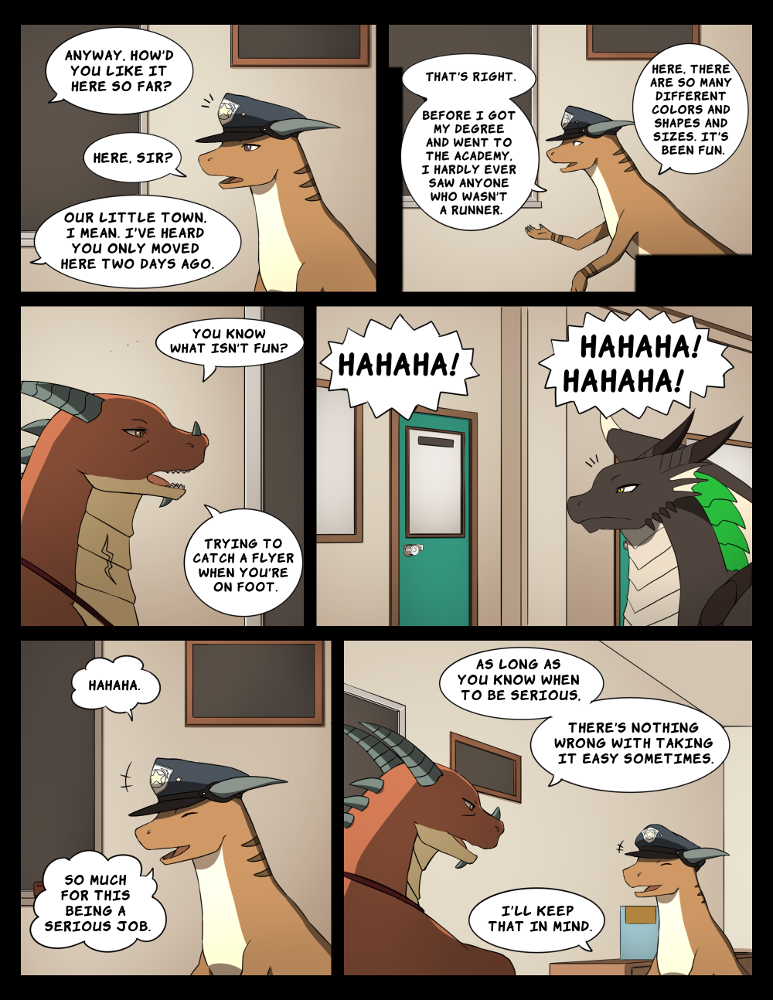 ANYWAY, HOW'D
YOU LIKE IT
HERE SO FAR?
HERE, SIR?
OUR LITTLE TOWN,
I MEAN. I'VE HEARD
YOU ONLY MOVED
HERE TWO DAYS AGO.
THAT'S RIGHT.
BEFORE I GOT
MY DEGREE
AND WENT TO
THE ACADEMY,
I HARDLY EVER
SAW ANYONE
WHO WASN'T
A RUNNER.
HERE, THERE
ARE SO MANY
DIFFERENT
COLORS AND
SHAPES AND
SIZES. IT'S
BEEN FUN.
YOU KNOW
WHAT ISN'T FUN?
TRYING TO
CATCH A FLYER
WHEN YOU'RE
ON FOOT.
HAHAHA!
HAHAHA!
HAHAHA!
HAHAHA.
SO MUCH
FOR THIS
BEING A
SERIOUS JOB.
AS LONG AS
YOU KNOW WHEN
TO BE SERIOUS,
THERE'S NOTHING
WRONG WITH TAKING
IT EASY SOMETIMES.
I'LL KEEP
THAT IN MIND.